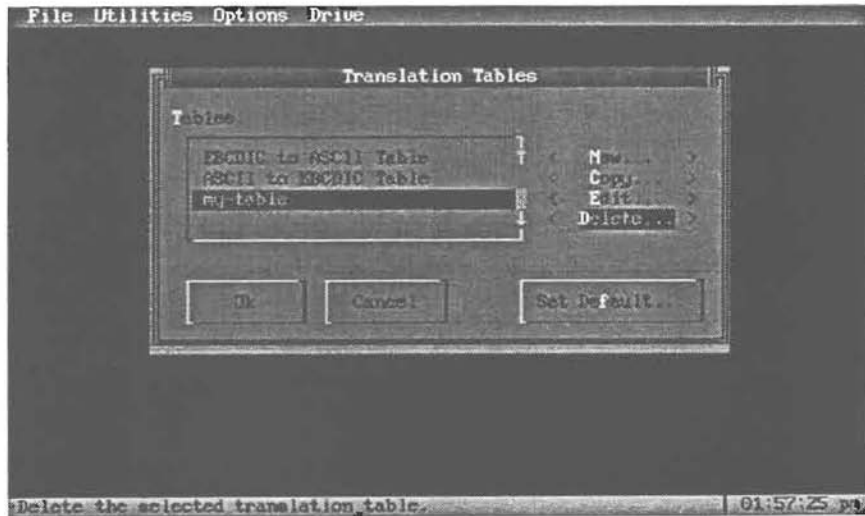 File Utilities Options Drive
Translation Tables
Tables
EBCDIC to ASCII Table
ASCII to EBCDIC Table
my-table
< New... >
< Copy... >
< Edit... >
< Delete... >
Ok Cancel Set Default...
Delete the selected translation table. 01:57:25 pm